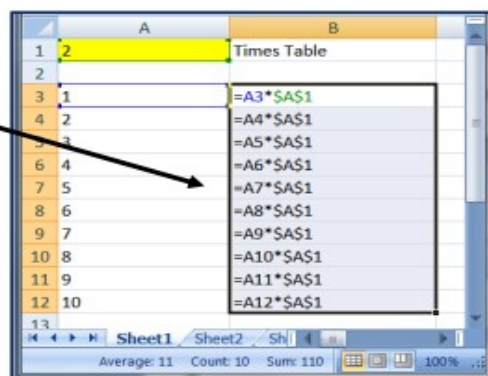 A B
1 2 Times Table
2
3 1 =A3*$A$1
4 2 =A4*$A$1
5 3 =A5*$A$1
6 4 =A6*$A$1
7 5 =A7*$A$1
8 6 =A8*$A$1
9 7 =A9*$A$1
10 8 =A10*$A$1
11 9 =A11*$A$1
12 10 =A12*$A$1
13
Sheet1 Sheet2 Sh
Average: 11 Count: 10 Sum: 110 100%